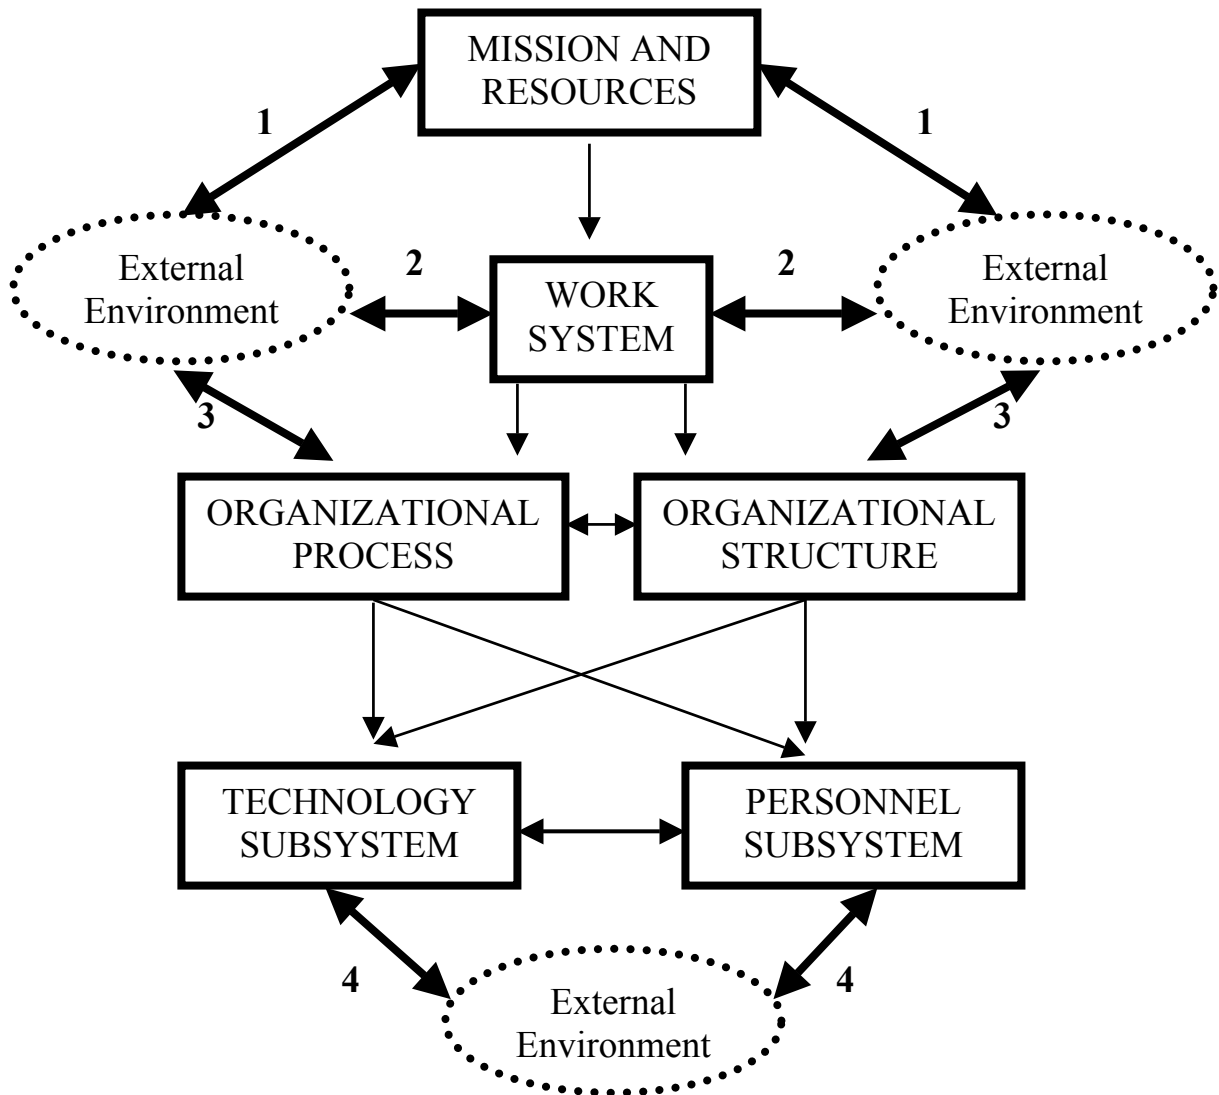 MISSION AND
RESOURCES
1
1
External
Environment
2
WORK
SYSTEM
2
External
Environment
3
3
ORGANIZATIONAL
PROCESS
ORGANIZATIONAL
STRUCTURE
TECHNOLOGY
SUBSYSTEM
PERSONNEL
SUBSYSTEM
4
4
External
Environment